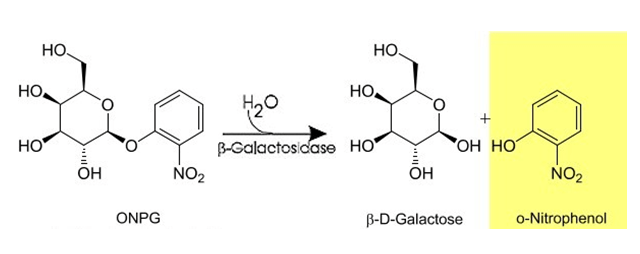 HO
HO
O
HO
O
OH
NO2
ONPG
H2O
β-Galactosidase
HO
HO
O
HO
OH
OH
β-D-Galactose
+
HO
NO2
o-Nitrophenol